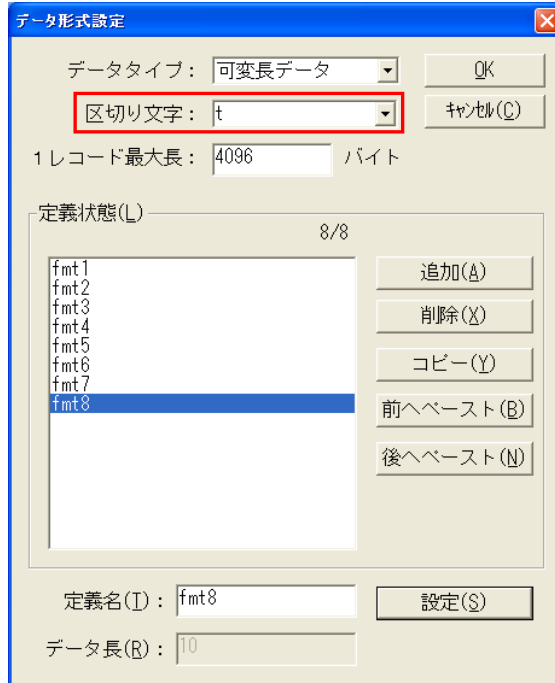 データ形式設定
データタイプ： 可変長データ OK
区切り文字： t ｷｬﾝｾﾙ(C)
１レコード最大長： 4096 バイト
定義状態(L)
8/8
fmt1
fmt2
fmt3
fmt4
fmt5
fmt6
fmt7
fmt8
追加(A)
削除(X)
コピー(Y)
前へペースト(B)
後へペースト(N)
定義名(T)： fmt8 設定(S)
データ長(R)： 10